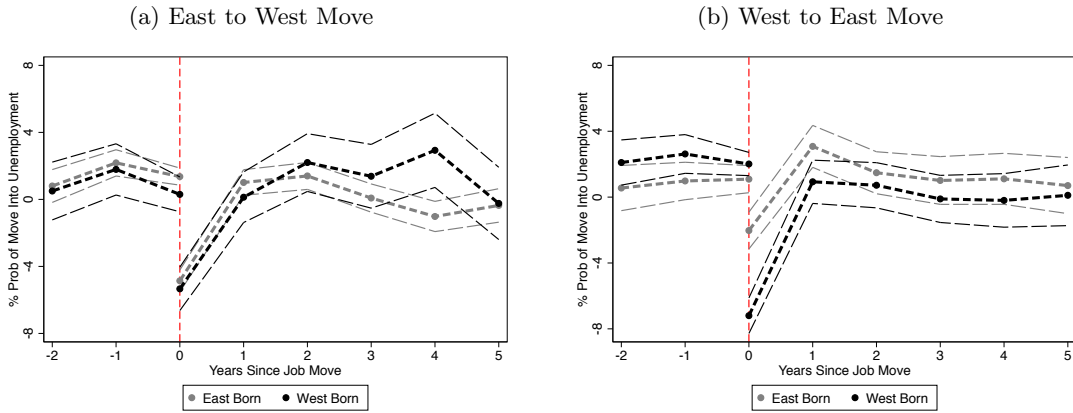 (a) East to West Move
% Prob of Move Into Unemployment
8
4
0
-4
-8
-2 -1 0 1 2 3 4 5
Years Since Job Move
East Born West Born
(b) West to East Move
% Prob of Move Into Unemployment
8
4
0
-4
-8
-2 -1 0 1 2 3 4 5
Years Since Job Move
East Born West Born